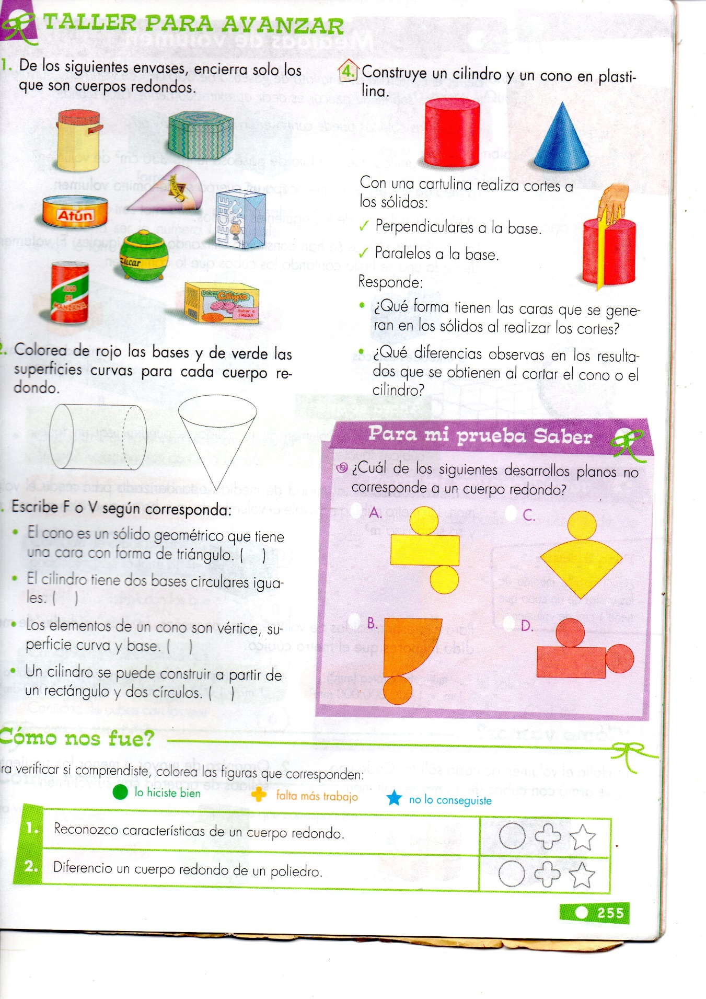 TALLER PARA AVANZAR
1. De los siguientes envases, encierra solo los
que son cuerpos redondos.
Atún
LECHE
zúcar
JUGO
DE
MANZANA
Dulces
Calipso
Sabor a
FRESA
2. Colorea de rojo las bases y de verde las
superficies curvas para cada cuerpo re-
dondo.
. Escribe F o V según corresponda:
• El cono es un sólido geométrico que tiene
una cara con forma de triángulo. ( )
• El cilindro tiene dos bases circulares igua-
les. ( )
• Los elementos de un cono son vértice, su-
perficie curva y base. ( )
• Un cilindro se puede construir a partir de
un rectángulo y dos círculos. ( )
4. Construye un cilindro y un cono en plasti-
lina.
Con una cartulina realiza cortes a
los sólidos:
✓ Perpendiculares a la base.
✓ Paralelos a la base.
Responde:
• ¿Qué forma tienen las caras que se gene-
ran en los sólidos al realizar los cortes?
• ¿Qué diferencias observas en los resulta-
dos que se obtienen al cortar el cono o el
cilindro?
Para mi prueba Saber
¿Cuál de los siguientes desarrollos planos no
corresponde a un cuerpo redondo?
A.
C.
B.
D.
Cómo nos fue?
ra verificar si comprendiste, colorea las figuras que corresponden:
lo hiciste bien
falta más trabajo
no lo conseguiste
1. Reconozco características de un cuerpo redondo.
2. Diferencio un cuerpo redondo de un poliedro.
255